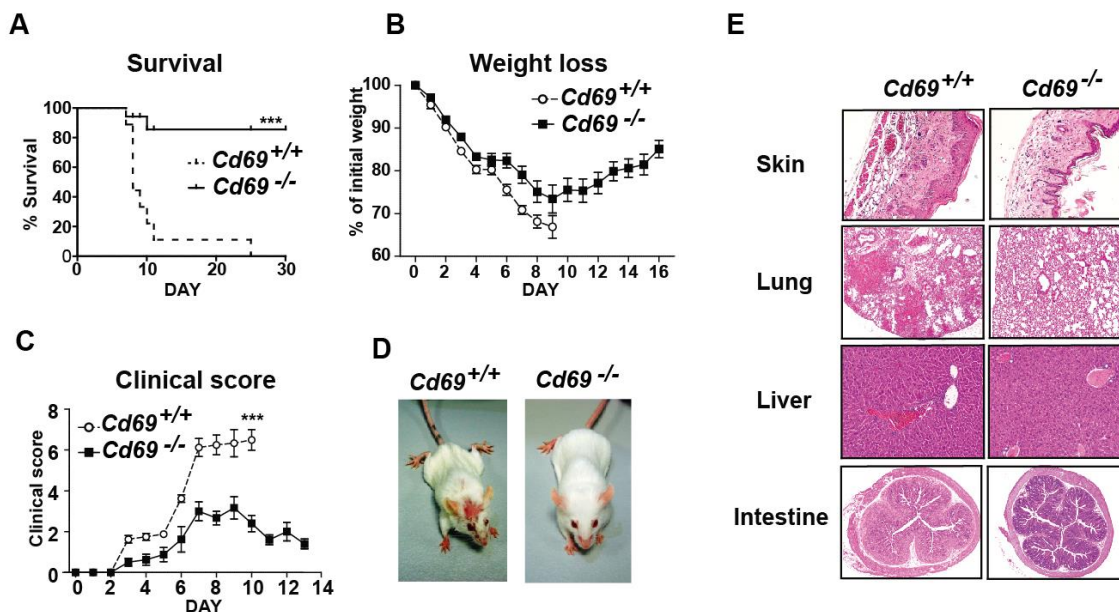 A
Survival
% Survival
100
80
60
40
20
0
0 10 20 30
DAY
***
Cd69+/+
Cd69-/-
B
Weight loss
% of initial weight
100
90
80
70
60
0 2 4 6 8 10 12 14 16
DAY
Cd69+/+
Cd69-/-
C
Clinical score
Clinical score
8
6
4
2
0
0 2 4 6 8 10 12 14
DAY
Cd69+/+
***
Cd69-/-
D
Cd69+/+ Cd69-/-
E
Cd69+/+ Cd69-/-
Skin
Lung
Liver
Intestine